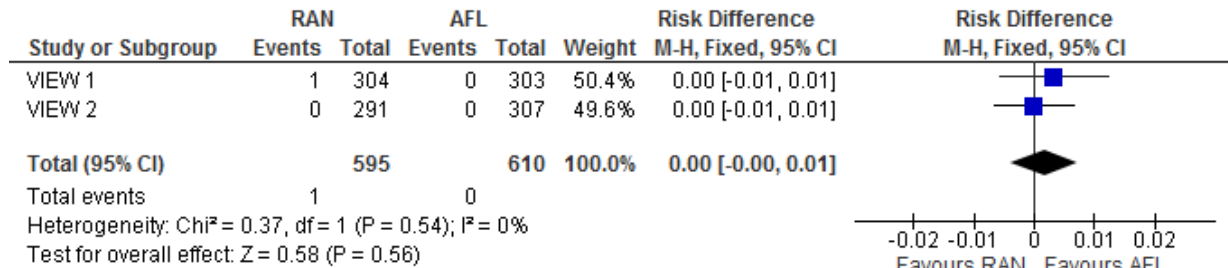 RAN AFL Risk Difference Risk Difference
Study or Subgroup Events Total Events Total Weight M-H, Fixed, 95% CI M-H, Fixed, 95% CI
VIEW 1 1 304 0 303 50.4% 0.00 [-0.01, 0.01]
VIEW 2 0 291 0 307 49.6% 0.00 [-0.01, 0.01]
Total (95% CI) 595 610 100.0% 0.00 [-0.00, 0.01]
Total events 1 0
Heterogeneity: Chi² = 0.37, df = 1 (P = 0.54); I² = 0%
Test for overall effect: Z = 0.58 (P = 0.56)
-0.02 -0.01 0 0.01 0.02
Favours RAN Favours AFL